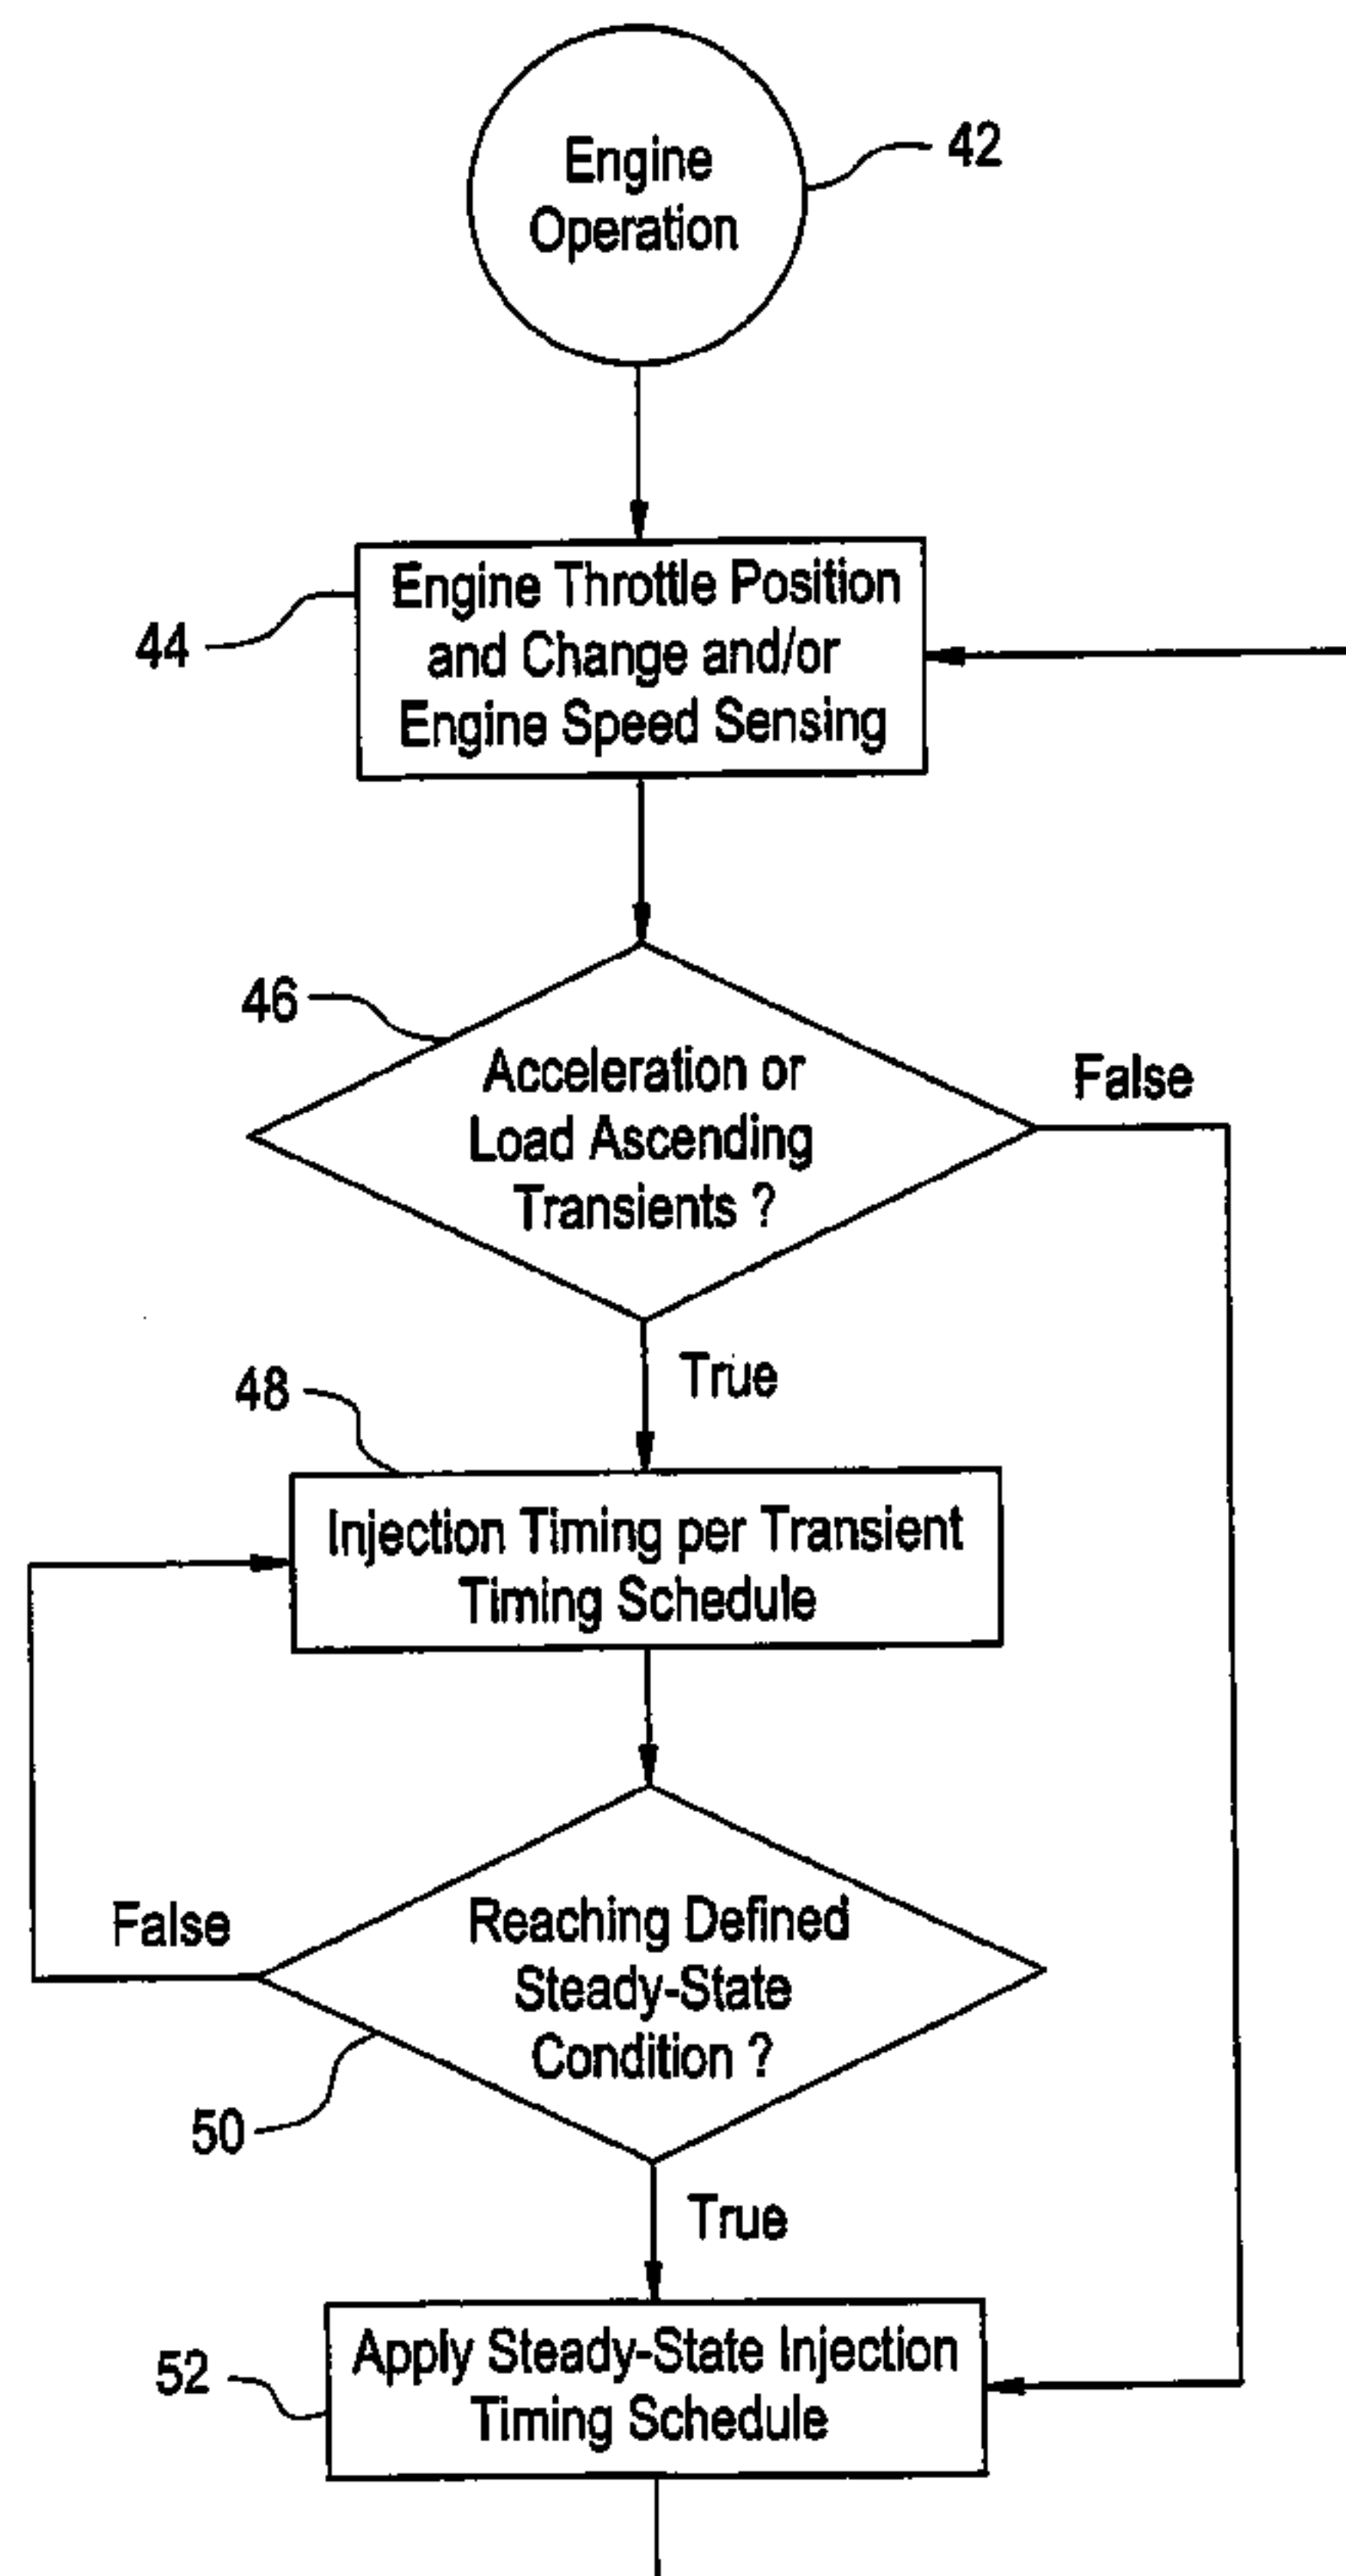 Engine
Operation
42
Engine Throttle Position
and Change and/or
Engine Speed Sensing
44
46
Acceleration or
Load Ascending
Transients ?
False
True
48
Injection Timing per Transient
Timing Schedule
False
Reaching Defined
Steady-State
Condition ?
50
True
52
Apply Steady-State Injection
Timing Schedule